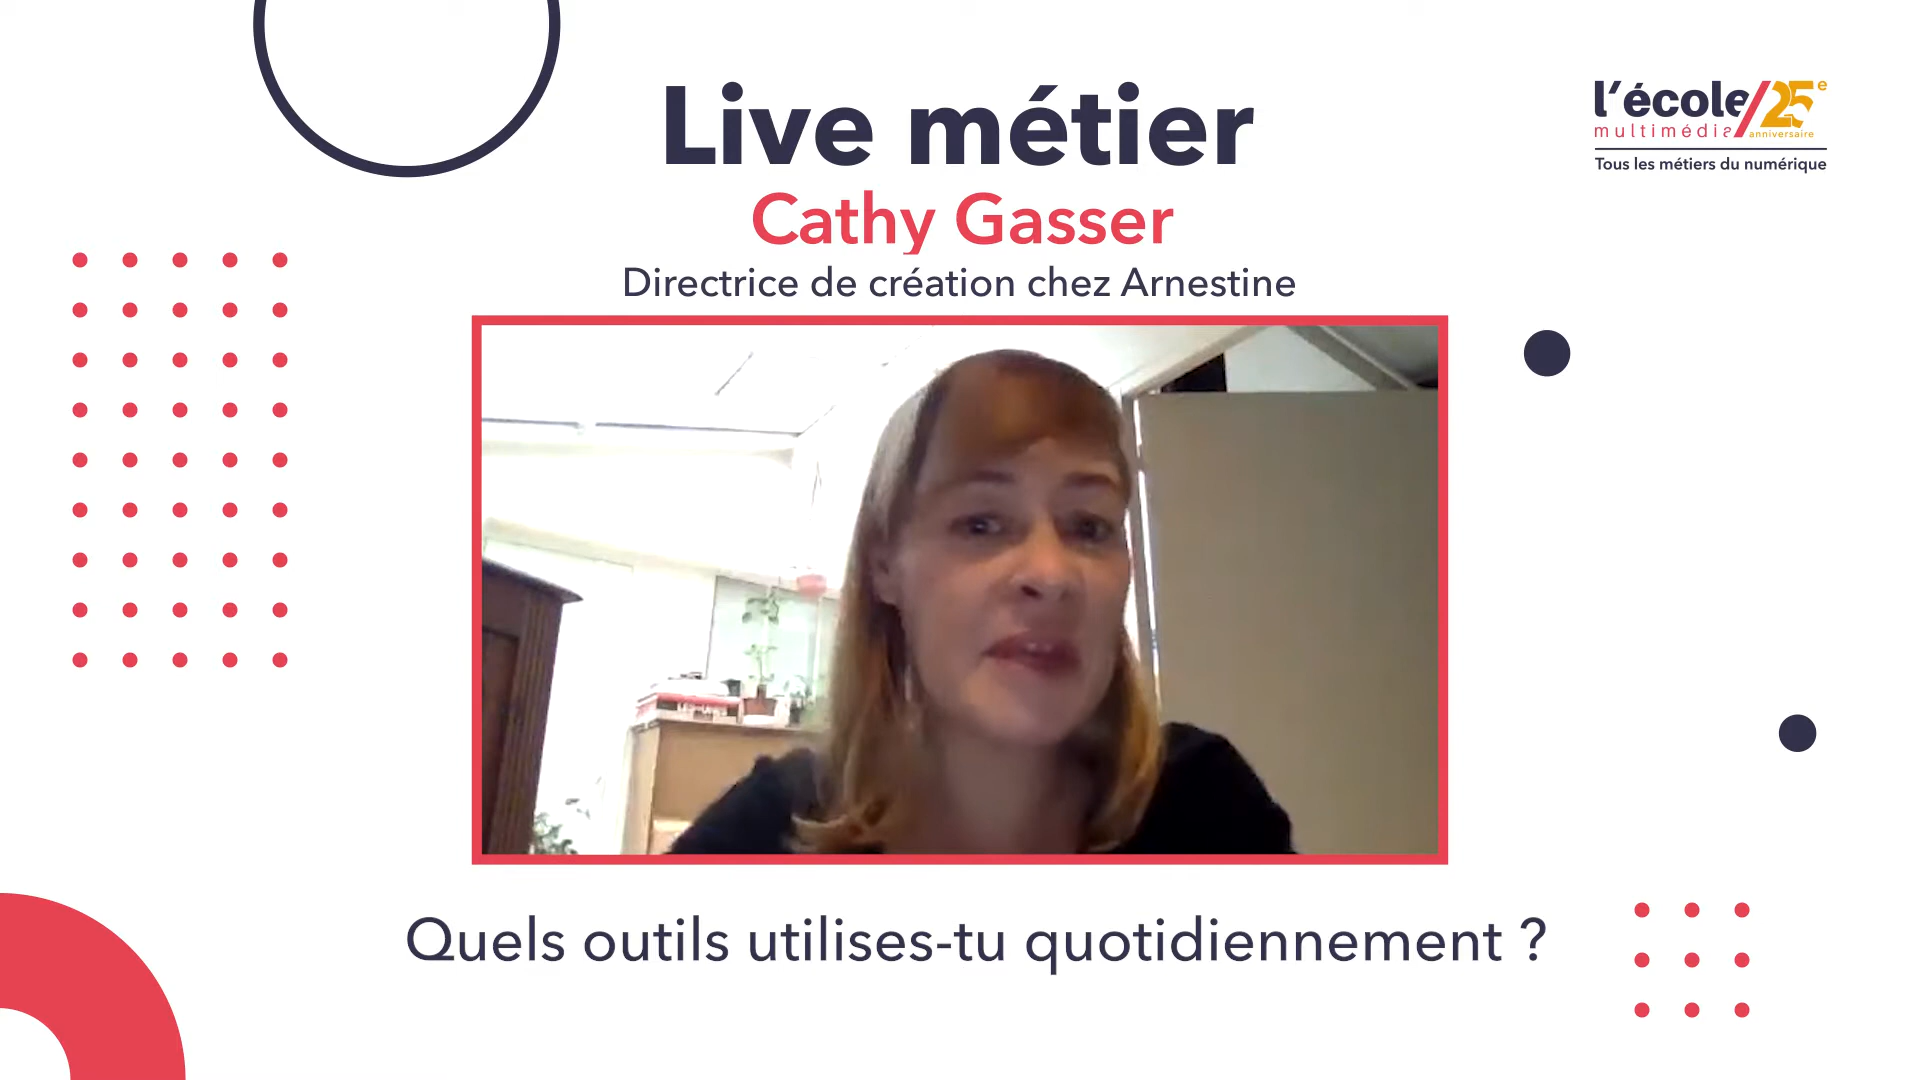 Live métier
Cathy Gasser
Directrice de création chez Arnestine
l'école/25e
multimédia anniversaire
Tous les métiers du numérique
Quels outils utilises-tu quotidiennement ?